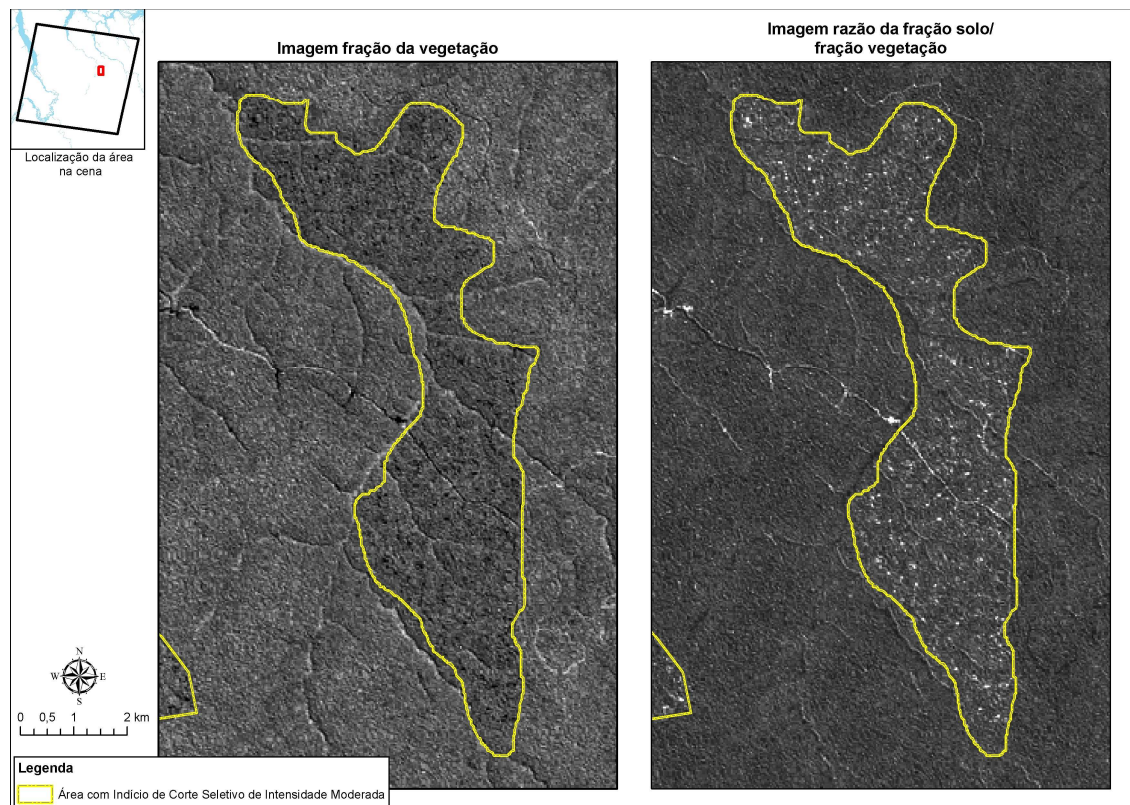 Localização da área
na cena
Imagem fração da vegetação
Imagem razão da fração solo/
fração vegetação
N
W E
S
0 0,5 1 2 km
Legenda
Área com Indício de Corte Seletivo de Intensidade Moderada